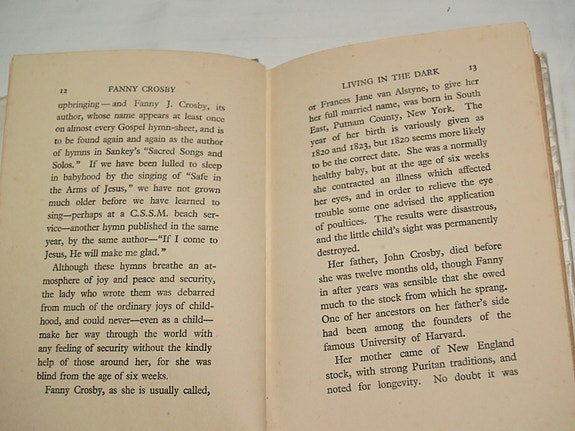 12 FANNY CROSBY
upbringing—and Fanny J. Crosby, its
author, whose name appears at least once
on almost every Gospel hymn-sheet, and is
to be found again and again as the author
of hymns in Sankey's "Sacred Songs and
Solos." If we have been lulled to sleep
in babyhood by the singing of "Safe in
the Arms of Jesus," we have not grown
much older before we have learned to
sing—perhaps at a C.S.S.M. beach ser-
vice—another hymn published in the same
year, by the same author—"If I come to
Jesus, He will make me glad."
Although these hymns breathe an at-
mosphere of joy and peace and security,
the lady who wrote them was debarred
from much of the ordinary joys of child-
hood, and could never—even as a child—
make her way through the world with
any feeling of security without the kindly
help of those around her, for she was
blind from the age of six weeks.
Fanny Crosby, as she is usually called,
LIVING IN THE DARK 13
or Frances Jane van Alstyne, to give her
her full married name, was born in South
East, Putnam County, New York. The
year of her birth is variously given as
1820 and 1823, but 1820 seems more likely
to be the correct date. She was a normally
healthy baby, but at the age of six weeks
she contracted an illness which affected
her eyes, and in order to relieve the eye
trouble some one advised the application
of poultices. The results were disastrous,
and the little child's sight was permanently
destroyed.
Her father, John Crosby, died before
she was twelve months old, though Fanny
in after years was sensible that she owed
much to the stock from which he sprang.
One of her ancestors on her father's side
had been among the founders of the
famous University of Harvard.
Her mother came of New England
stock, with strong Puritan traditions, and
noted for longevity. No doubt it was